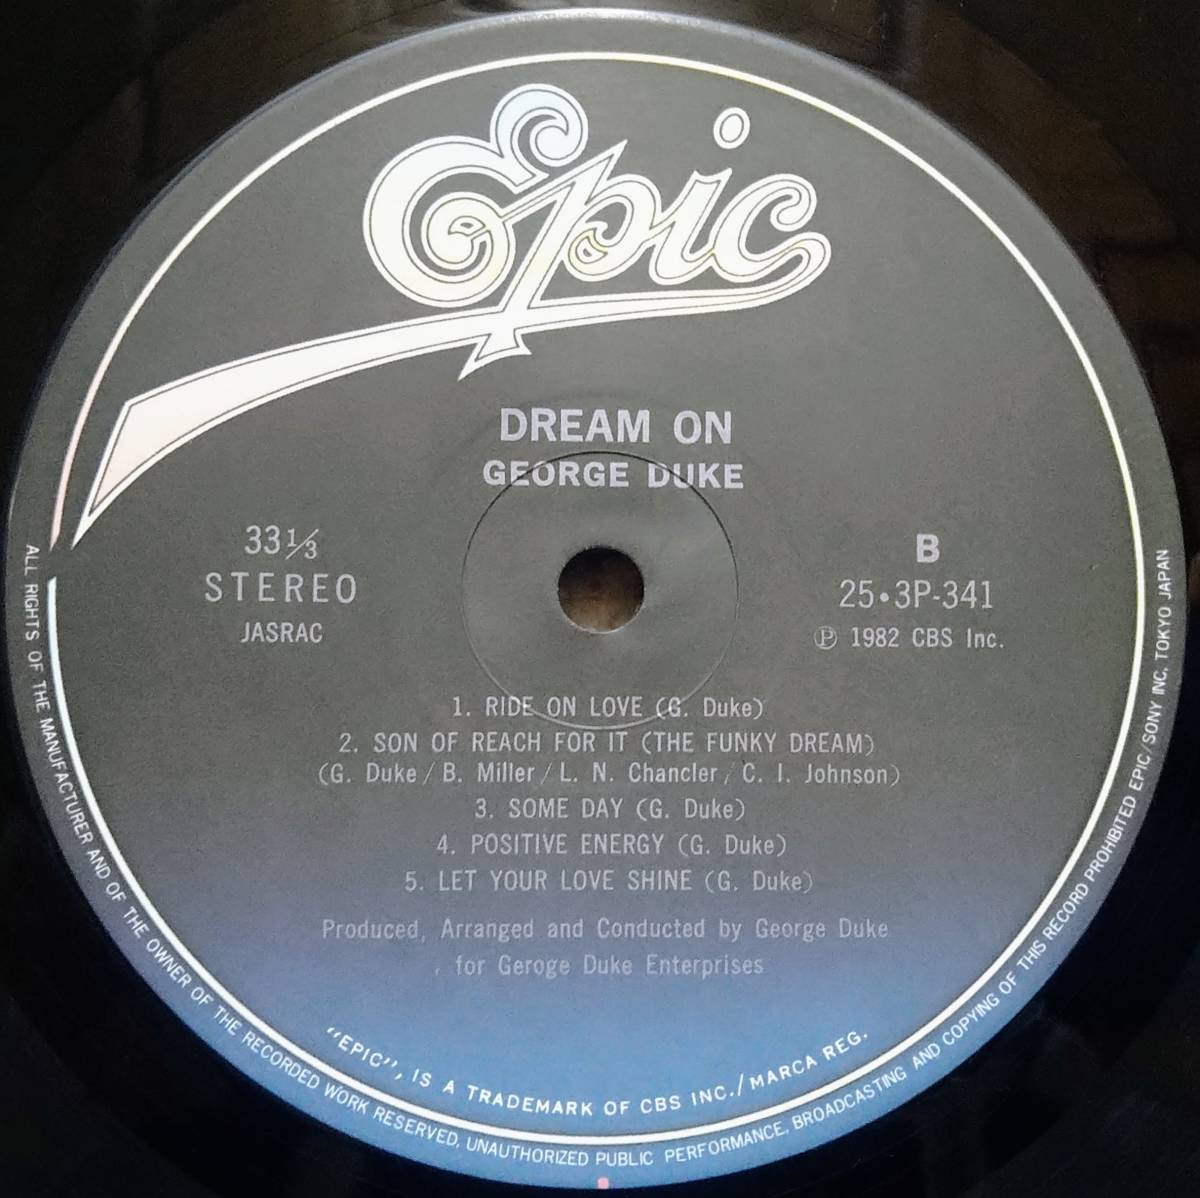 Epic
DREAM ON
GEORGE DUKE
33⅓
STEREO
JASRAC
B
25•3P-341
Ⓟ 1982 CBS Inc.
1. RIDE ON LOVE (G. Duke)
2. SON OF REACH FOR IT (THE FUNKY DREAM)
(G. Duke/B. Miller/L. N. Chancler/C. I. Johnson)
3. SOME DAY (G. Duke)
4. POSITIVE ENERGY (G. Duke)
5. LET YOUR LOVE SHINE (G. Duke)
Produced, Arranged and Conducted by George Duke
for Geroge Duke Enterprises
"EPIC", IS A TRADEMARK OF CBS INC./MARCA REG.
ALL RIGHTS OF THE MANUFACTURER AND OF THE OWNER OF THE RECORDED WORK RESERVED, UNAUTHORIZED PUBLIC PERFORMANCE, BROADCASTING AND COPYING OF THIS RECORD PROHIBITED EPIC/SONY INC. TOKYO JAPAN